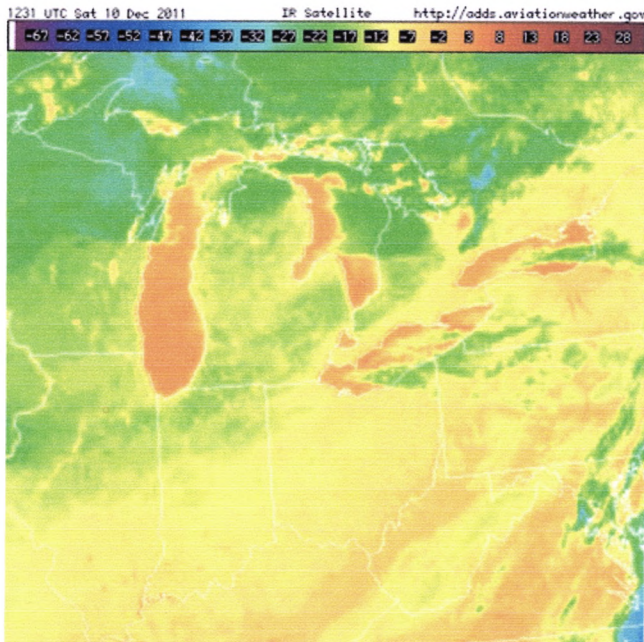 1231 UTC Sat 10 Dec 2011 IR Satellite http://adds.aviationweather.gov
-67 -62 -57 -52 -47 -42 -37 -32 -27 -22 -17 -12 -7 -2 3 8 13 18 23 28